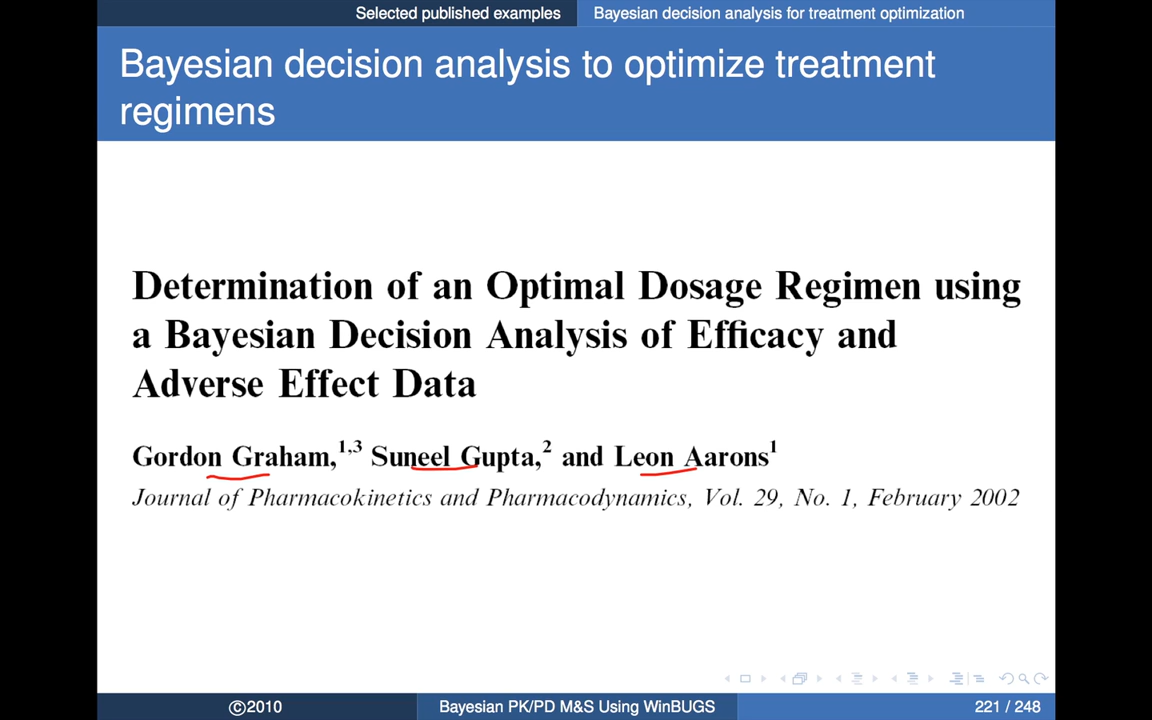 Selected published examples Bayesian decision analysis for treatment optimization
Bayesian decision analysis to optimize treatment
regimens
Determination of an Optimal Dosage Regimen using
a Bayesian Decision Analysis of Efficacy and
Adverse Effect Data
Gordon Graham,1,3 Suneel Gupta,2 and Leon Aarons1
Journal of Pharmacokinetics and Pharmacodynamics, Vol. 29, No. 1, February 2002
©2010 Bayesian PK/PD M&S Using WinBUGS 221 / 248